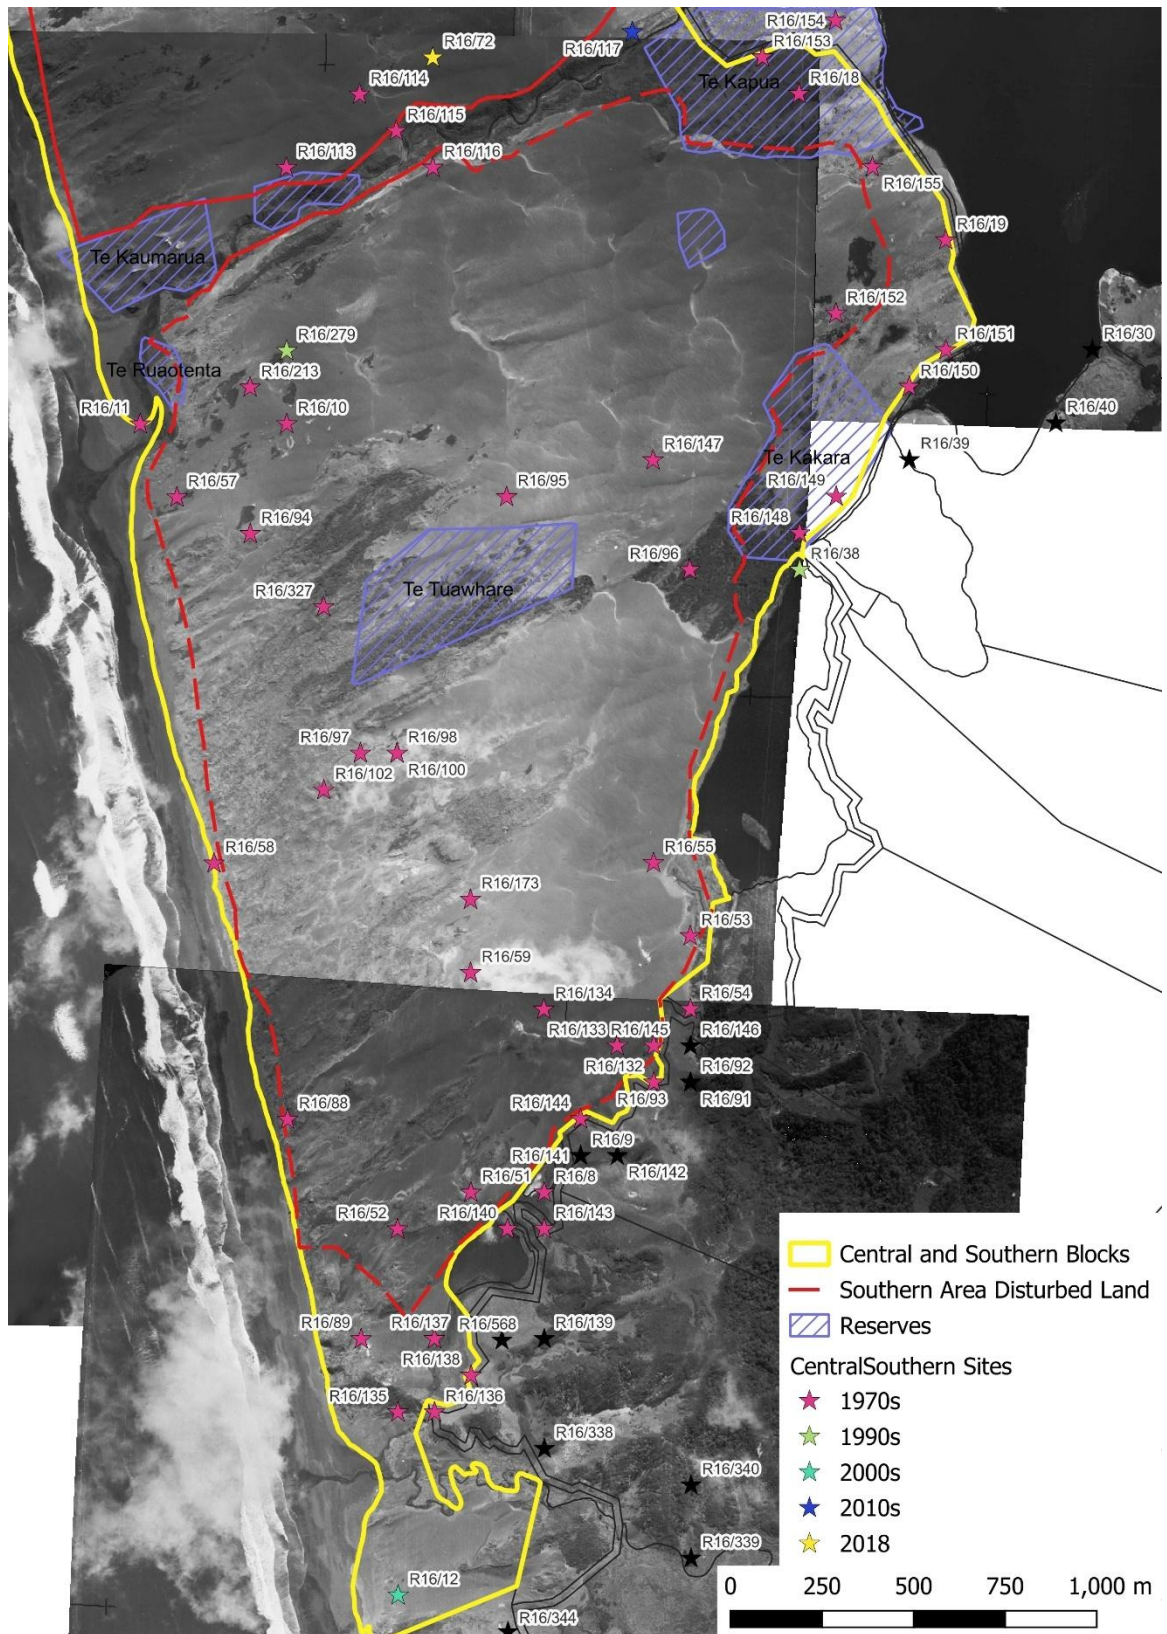 R16/154
R16/153
R16/117
R16/72
R16/114
Te Kapua
R16/18
R16/115
R16/113
R16/116
R16/155
R16/19
Te Kaumarua
R16/152
R16/279
R16/151
R16/30
Te Ruaotenta
R16/213
R16/150
R16/11
R16/10
R16/40
R16/147
Te Kakara
R16/39
R16/57
R16/95
R16/149
R16/94
R16/148
R16/96
R16/38
Te Tuawhare
R16/327
R16/97
R16/98
R16/102
R16/100
R16/58
R16/55
R16/173
R16/53
R16/59
R16/134
R16/54
R16/133
R16/145
R16/146
R16/132
R16/92
R16/93
R16/91
R16/88
R16/144
R16/9
R16/141
R16/142
R16/51
R16/8
R16/52
R16/140
R16/143
R16/89
R16/137
R16/568
R16/139
R16/138
R16/135
R16/136
R16/338
R16/340
R16/339
R16/12
R16/344
Central and Southern Blocks
Southern Area Disturbed Land
Reserves
CentralSouthern Sites
1970s
1990s
2000s
2010s
2018
0 250 500 750 1,000 m